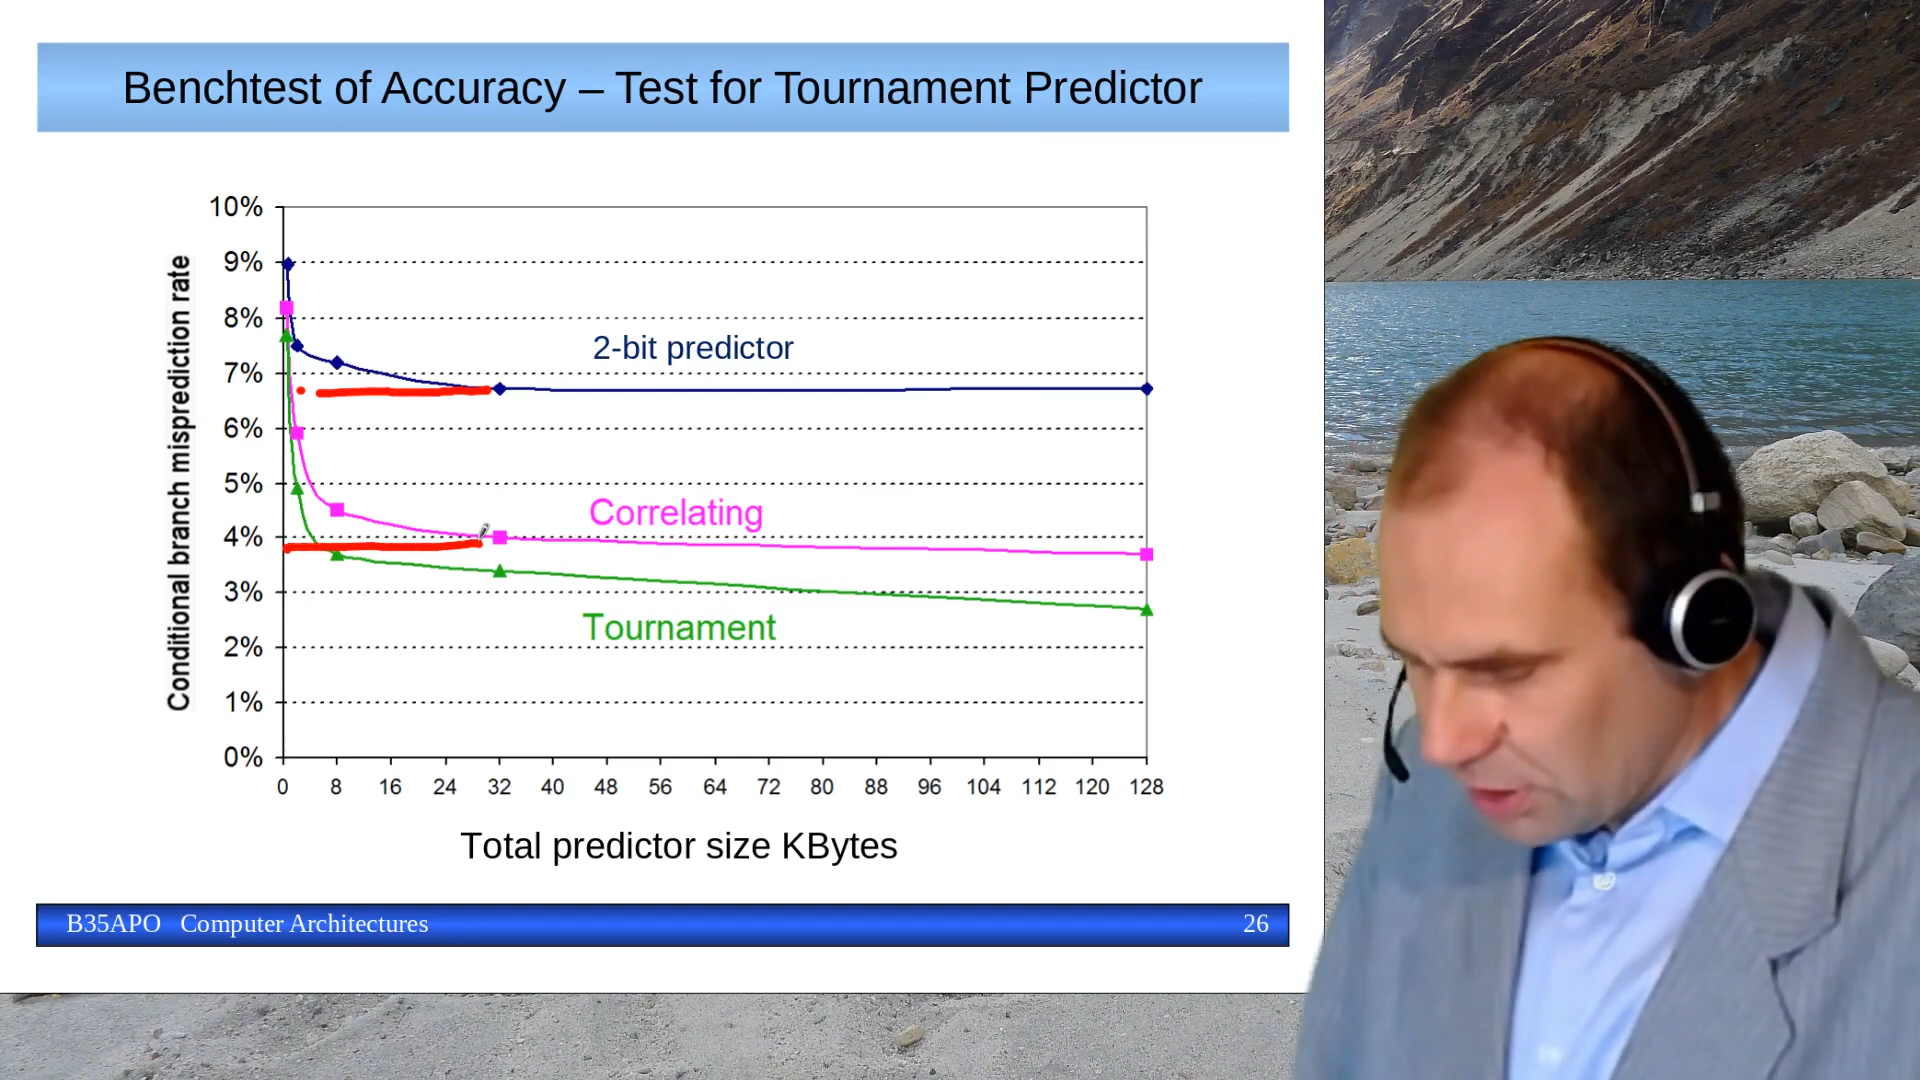 Benchtest of Accuracy – Test for Tournament Predictor
Conditional branch misprediction rate
10%
9%
8%
7%
6%
5%
4%
3%
2%
1%
0%
2-bit predictor
Correlating
Tournament
0 8 16 24 32 40 48 56 64 72 80 88 96 104 112 120 128
Total predictor size KBytes
B35APO Computer Architectures 26